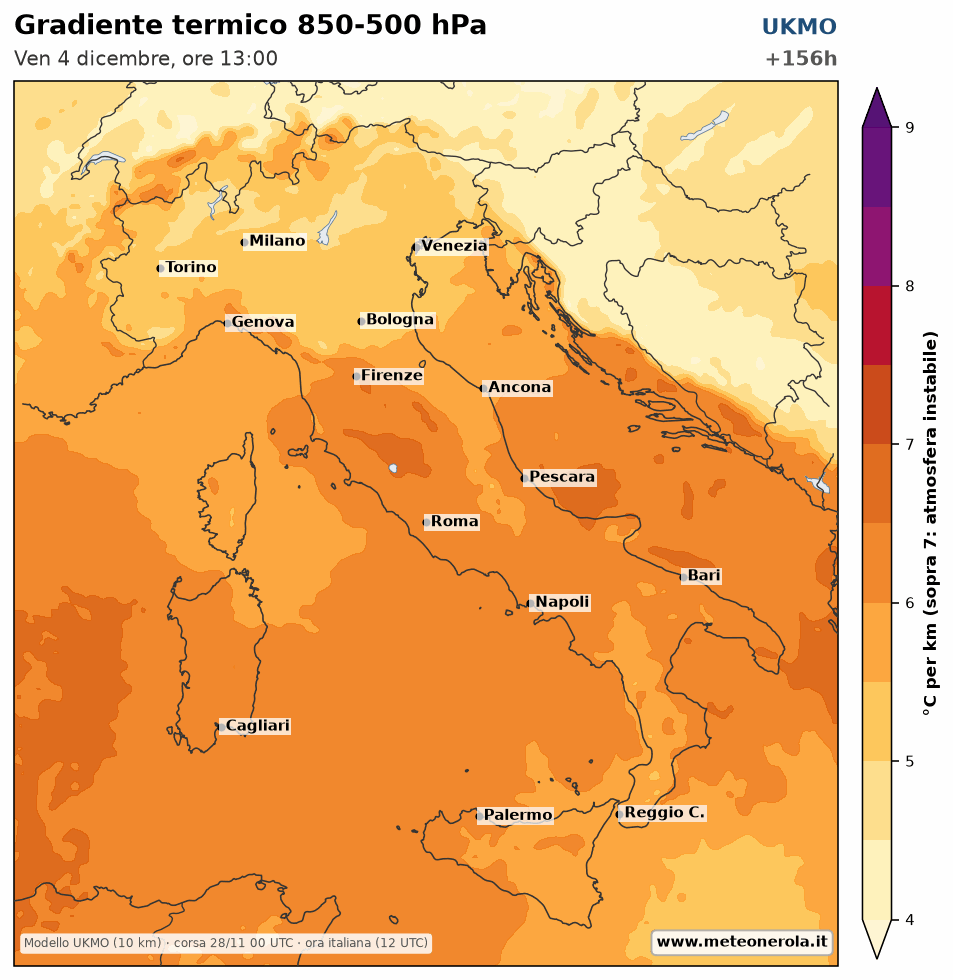 Gradiente termico 850-500 hPa
UKMO
Ven 4 dicembre, ore 13:00
+156h
Milano
Venezia
Torino
Genova
Bologna
Firenze
Ancona
Pescara
Roma
Bari
Napoli
Cagliari
Palermo
Reggio C.
9
8
7
6
5
4
°C per km (sopra 7: atmosfera instabile)
Modello UKMO (10 km) · corsa 28/11 00 UTC · ora italiana (12 UTC)
www.meteonerola.it